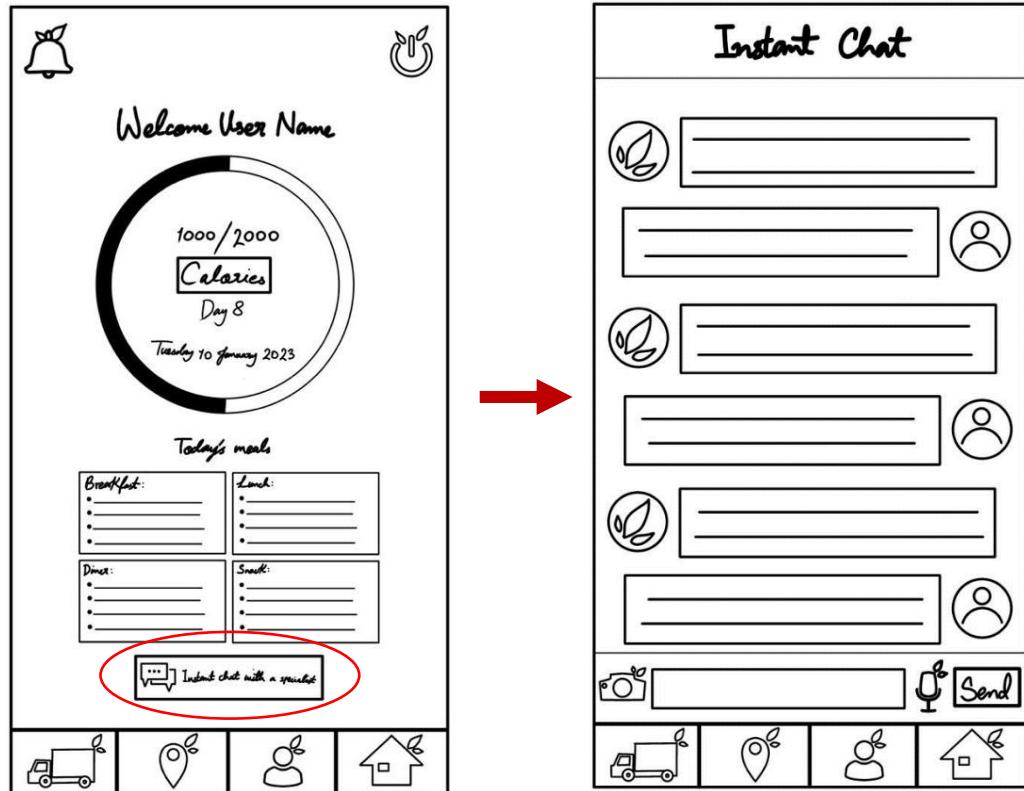 Welcome User Name
1000/2000
Calories
Day 8
Tuesday 10 January 2023
Today's meals
Breakfast:
Lunch:
Diner:
Snack:
Instant chat with a specialist
Instant Chat
Send